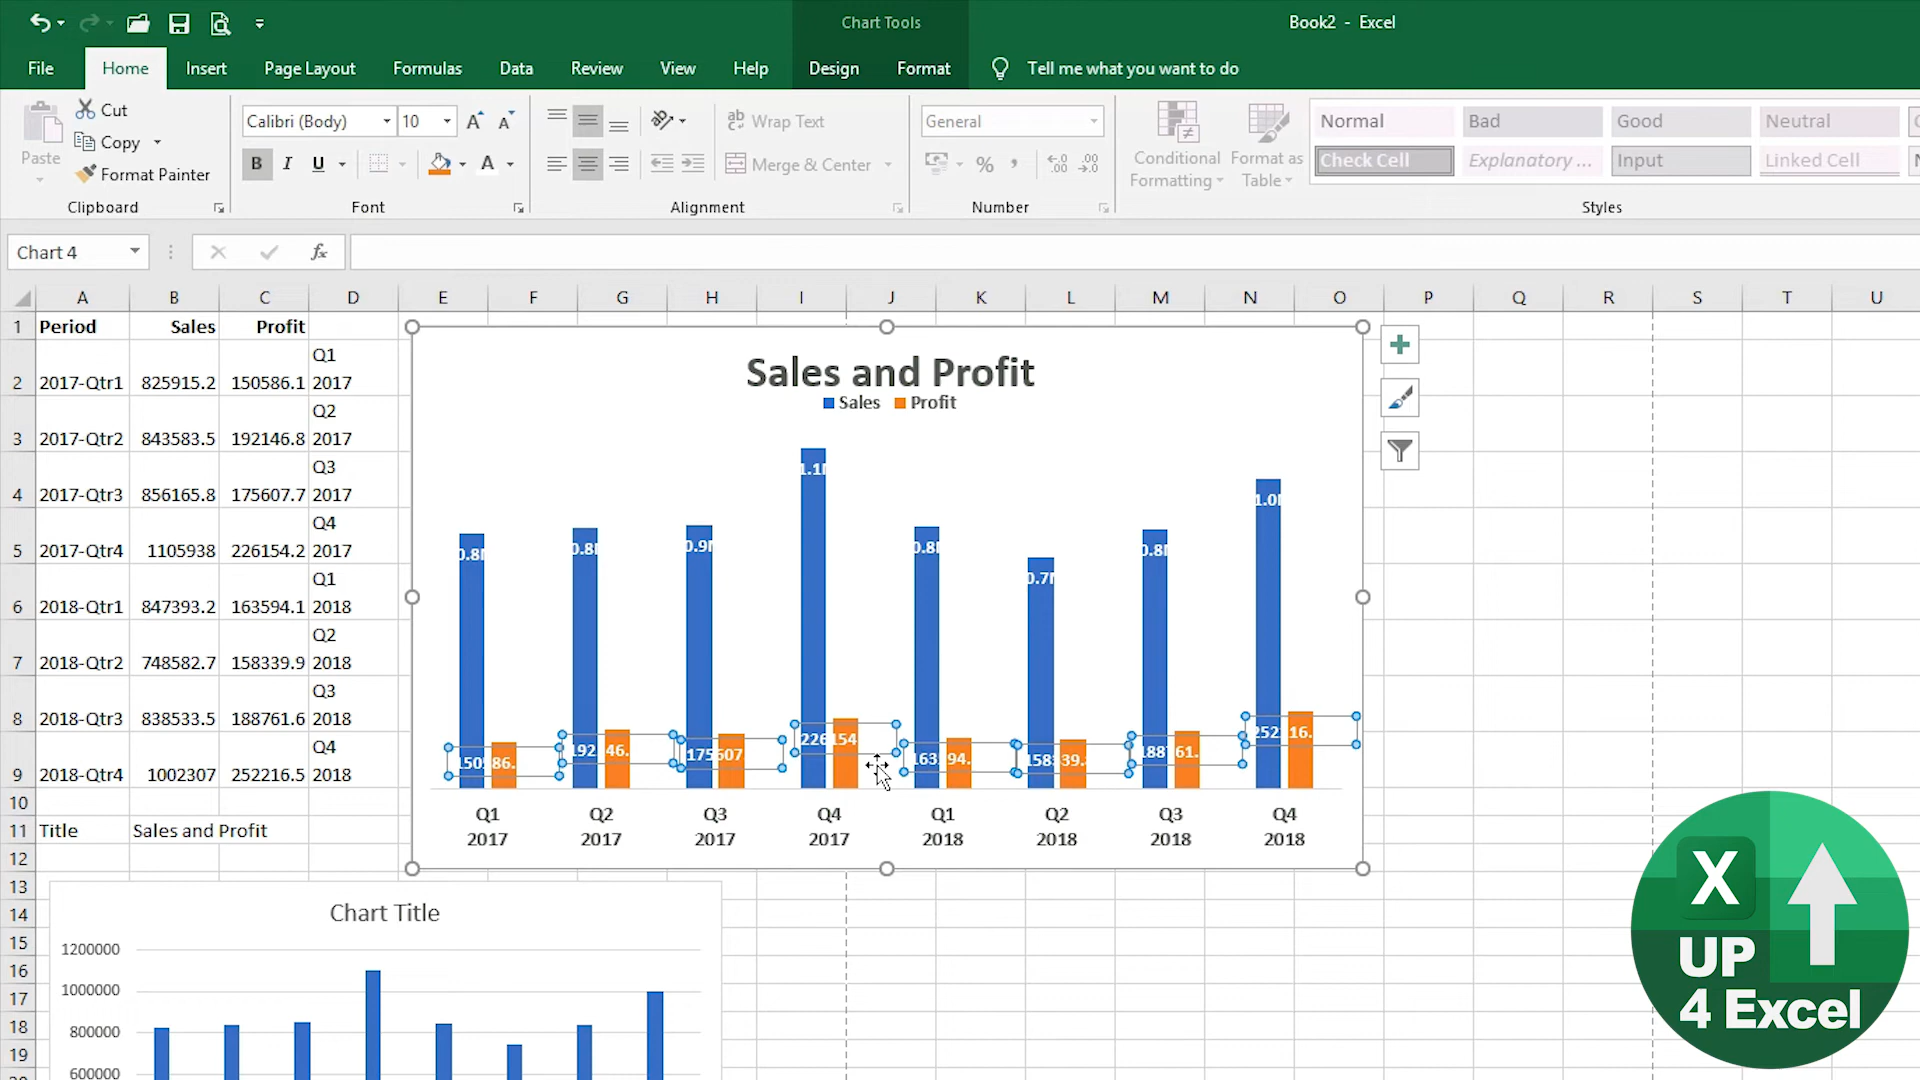 Chart Tools
Book2 - Excel
File Home Insert Page Layout Formulas Data Review View Help Design Format Tell me what you want to do
Paste
Cut
Copy
Format Painter
Clipboard
Calibri (Body) 10
B I U
Font
Wrap Text
Merge & Center
Alignment
General
Number
Conditional Formatting
Format as Table
Normal Bad Good Neutral
Check Cell Explanatory ... Input Linked Cell
Styles
Chart 4 fx
A B C D E F G H I J K L M N O P Q R S T U
1 Period Sales Profit
2 2017-Qtr1 825915.2 150586.1 Q1 2017
3 2017-Qtr2 843583.5 192146.8 Q2 2017
4 2017-Qtr3 856165.8 175607.7 Q3 2017
5 2017-Qtr4 1105938 226154.2 Q4 2017
6 2018-Qtr1 847393.2 163594.1 Q1 2018
7 2018-Qtr2 748582.7 158339.9 Q2 2018
8 2018-Qtr3 838533.5 188761.6 Q3 2018
9 2018-Qtr4 1002307 252216.5 Q4 2018
10
11 Title Sales and Profit
12
13
14
15
16
17
18
19
Sales and Profit
Sales Profit
Q1 2017
Q2 2017
Q3 2017
Q4 2017
Q1 2018
Q2 2018
Q3 2018
Q4 2018
Chart Title
1200000
1000000
800000
600000
X
UP
4 Excel